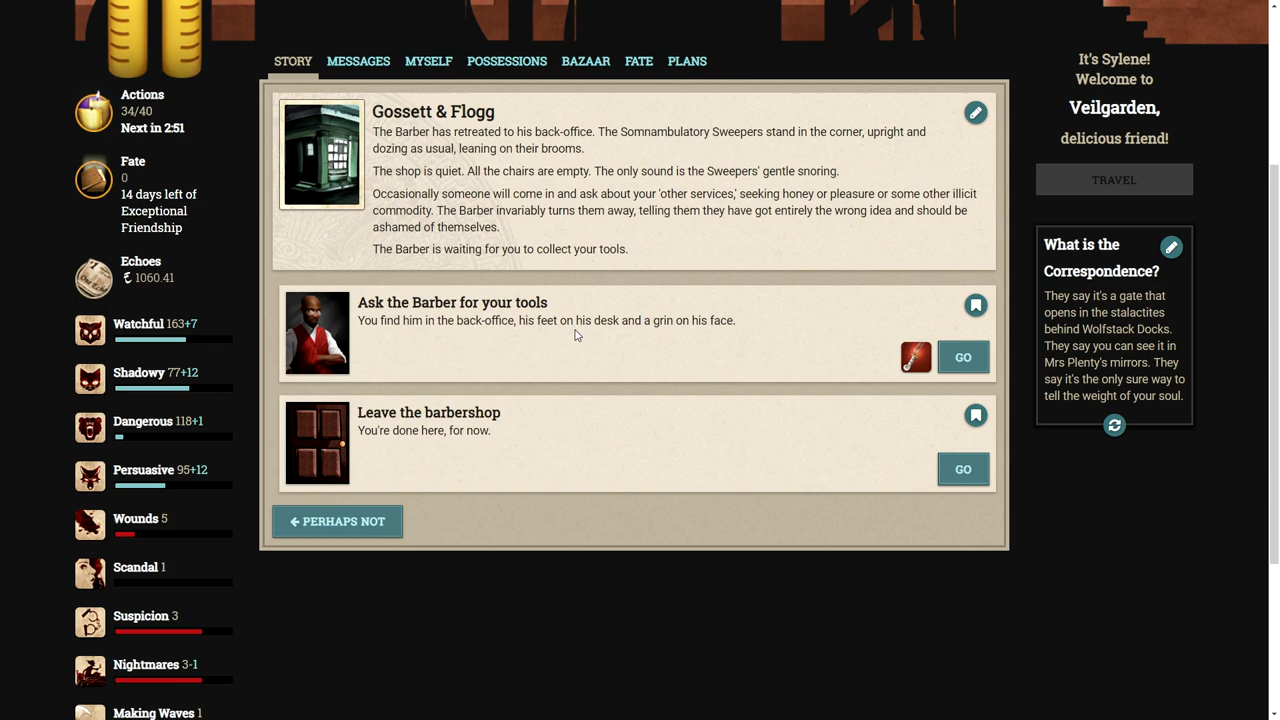 STORY MESSAGES MYSELF POSSESSIONS BAZAAR FATE PLANS
Actions
34/40
Next in 2:51
Fate
0
14 days left of
Exceptional
Friendship
Echoes
1060.41
Watchful 163+7
Shadowy 77+12
Dangerous 118+1
Persuasive 95+12
Wounds 5
Scandal 1
Suspicion 3
Nightmares 3-1
Making Waves 1
Gossett & Flogg
The Barber has retreated to his back-office. The Somnambulatory Sweepers stand in the corner, upright and
dozing as usual, leaning on their brooms.
The shop is quiet. All the chairs are empty. The only sound is the Sweepers' gentle snoring.
Occasionally someone will come in and ask about your 'other services,' seeking honey or pleasure or some other illicit
commodity. The Barber invariably turns them away, telling them they have got entirely the wrong idea and should be
ashamed of themselves.
The Barber is waiting for you to collect your tools.
Ask the Barber for your tools
You find him in the back-office, his feet on his desk and a grin on his face.
GO
Leave the barbershop
You're done here, for now.
GO
PERHAPS NOT
It's Sylene!
Welcome to
Veilgarden,
delicious friend!
TRAVEL
What is the
Correspondence?
They say it's a gate that
opens in the stalactites
behind Wolfstack Docks.
They say you can see it in
Mrs Plenty's mirrors. They
say it's the only sure way to
tell the weight of your soul.